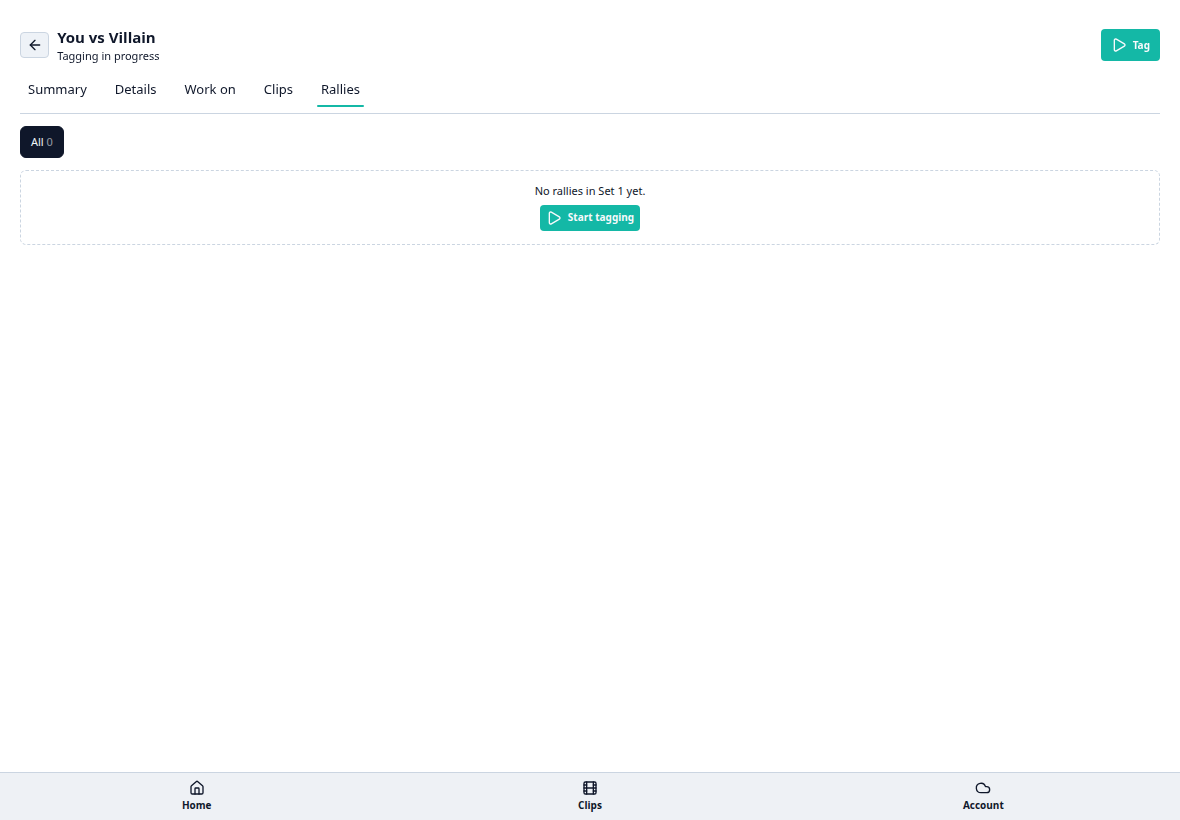 You vs Villain
Tagging in progress
Tag
Summary Details Work on Clips Rallies
All 0
No rallies in Set 1 yet.
Start tagging
Home Clips Account